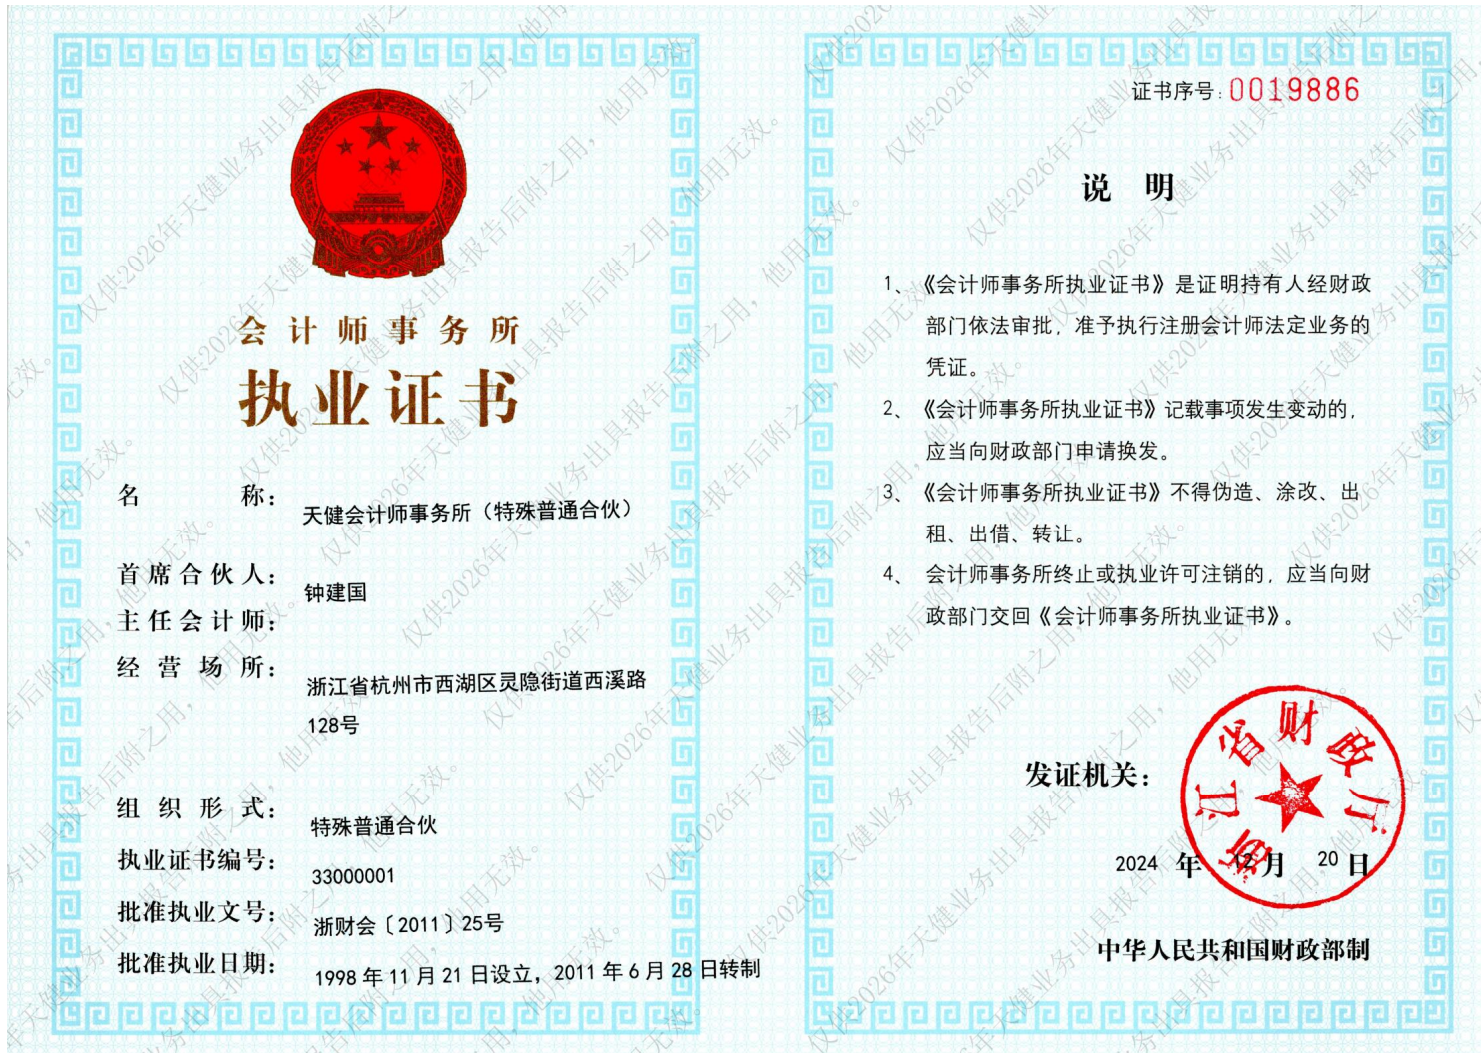 会计师事务所
执业证书
名称：
天健会计师事务所（特殊普通合伙）
首席合伙人：
钟建国
主任会计师：
经营场所：
浙江省杭州市西湖区灵隐街道西溪路
128号
组织形式：
特殊普通合伙
执业证书编号：
33000001
批准执业文号：
浙财会〔2011〕25号
批准执业日期：
1998年11月21日设立，2011年6月28日转制
证书序号：0019886
说明
1、《会计师事务所执业证书》是证明持有人经财政
部门依法审批，准予执行注册会计师法定业务的
凭证。
2、《会计师事务所执业证书》记载事项发生变动的，
应当向财政部门申请换发。
3、《会计师事务所执业证书》不得伪造、涂改、出
租、出借、转让。
4、会计师事务所终止或执业许可注销的，应当向财
政部门交回《会计师事务所执业证书》。
发证机关：
浙江省财政厅
2024年12月20日
中华人民共和国财政部制
仅供2026年天健业务出具报告后附之用，他用无效。